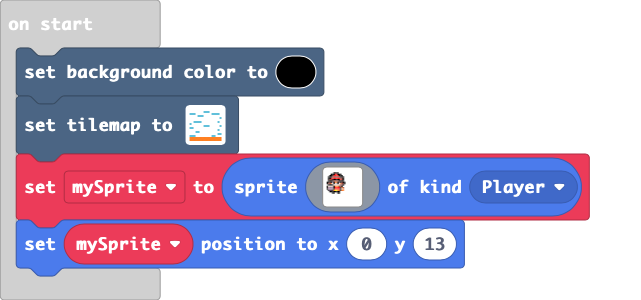 on start
set background color to
set tilemap to
set mySprite to sprite of kind Player
set mySprite position to x 0 y 13